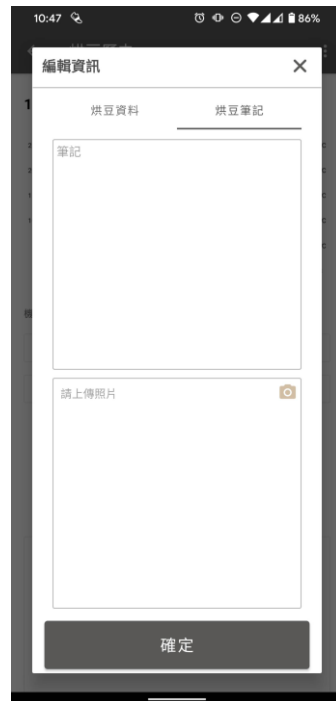 10:47 86%
編輯資訊 ×
烘豆資料 烘豆筆記
筆記
請上傳照片
確定